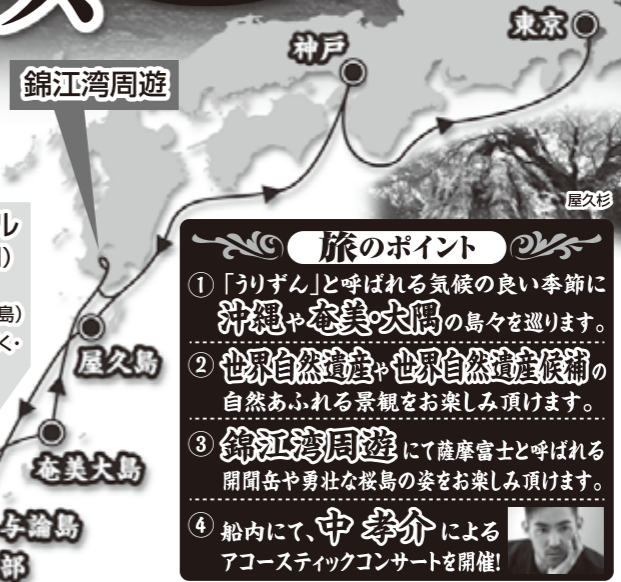 ス
東京
神戸
錦江湾周遊
屋久杉
ル
)
島)
く・
屋久島
奄美大島
与論島
部
旅のポイント
①「うりずん」と呼ばれる気候の良い季節に
沖縄や奄美・大隅の島々を巡ります。
②世界自然遺産や世界自然遺産候補の
自然あふれる景観をお楽しみ頂けます。
③錦江湾周遊にて薩摩富士と呼ばれる
開聞岳や勇壮な桜島の姿をお楽しみ頂けます。
④船内にて、中 孝介による
アコースティックコンサートを開催!